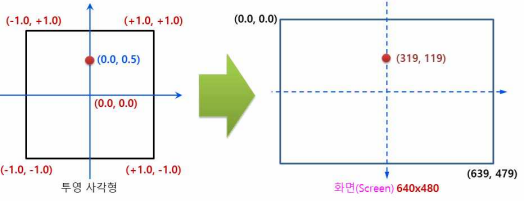 (-1.0, +1.0) (+1.0, +1.0)
(0.0, 0.5)
(0.0, 0.0)
(-1.0, -1.0) (+1.0, -1.0)
투영 사각형
(0.0, 0.0)
(319, 119)
(639, 479)
화면(Screen) 640x480